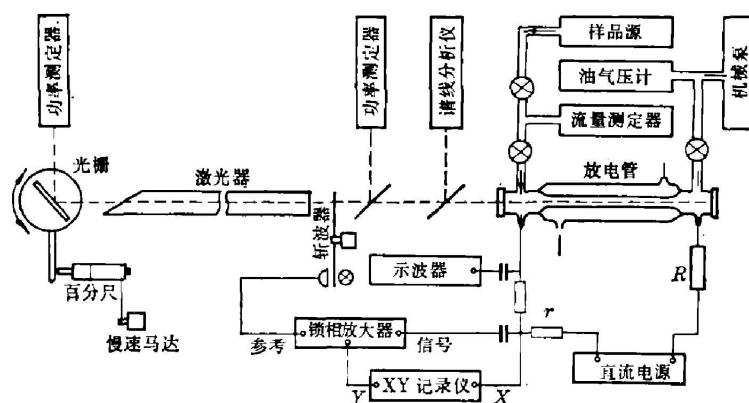 功率测定器
功率测定器
谱线分析仪
样品源
油气压计
机械泵
流量测定器
光栅
激光器
放电管
斩波器
示波器
百分尺
慢速马达
参考
锁相放大器
信号
r
R
直流电源
Y
XY 记录仪
X